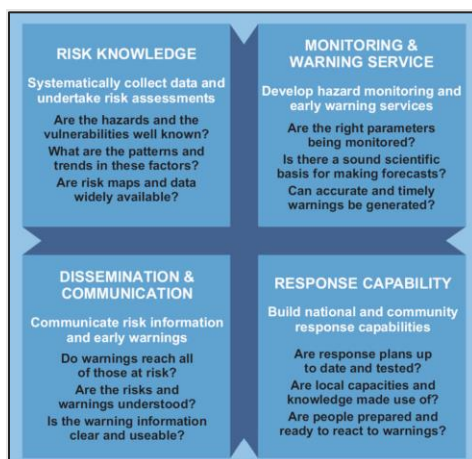 RISK KNOWLEDGE
Systematically collect data and
undertake risk assessments
Are the hazards and the
vulnerabilities well known?
What are the patterns and
trends in these factors?
Are risk maps and data
widely available?
MONITORING &
WARNING SERVICE
Develop hazard monitoring and
early warning services
Are the right parameters
being monitored?
Is there a sound scientific
basis for making forecasts?
Can accurate and timely
warnings be generated?
DISSEMINATION &
COMMUNICATION
Communicate risk information
and early warnings
Do warnings reach all
of those at risk?
Are the risks and
warnings understood?
Is the warning information
clear and useable?
RESPONSE CAPABILITY
Build national and community
response capabilities
Are response plans up
to date and tested?
Are local capacities and
knowledge made use of?
Are people prepared and
ready to react to warnings?